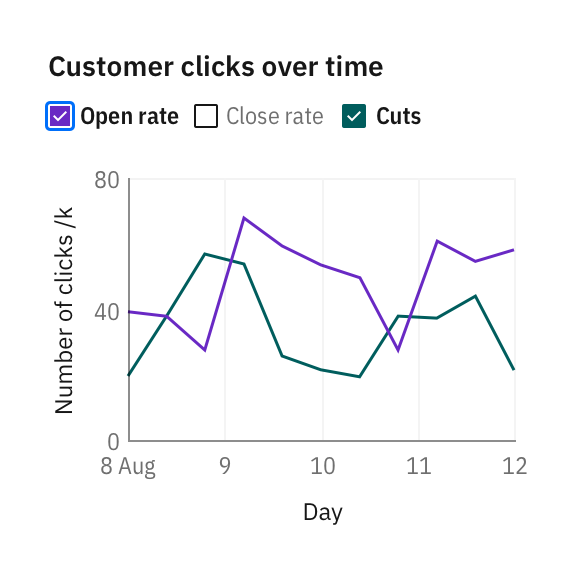 Customer clicks over time
Open rate Close rate Cuts
80
40
0
Number of clicks /k
8 Aug 9 10 11 12
Day